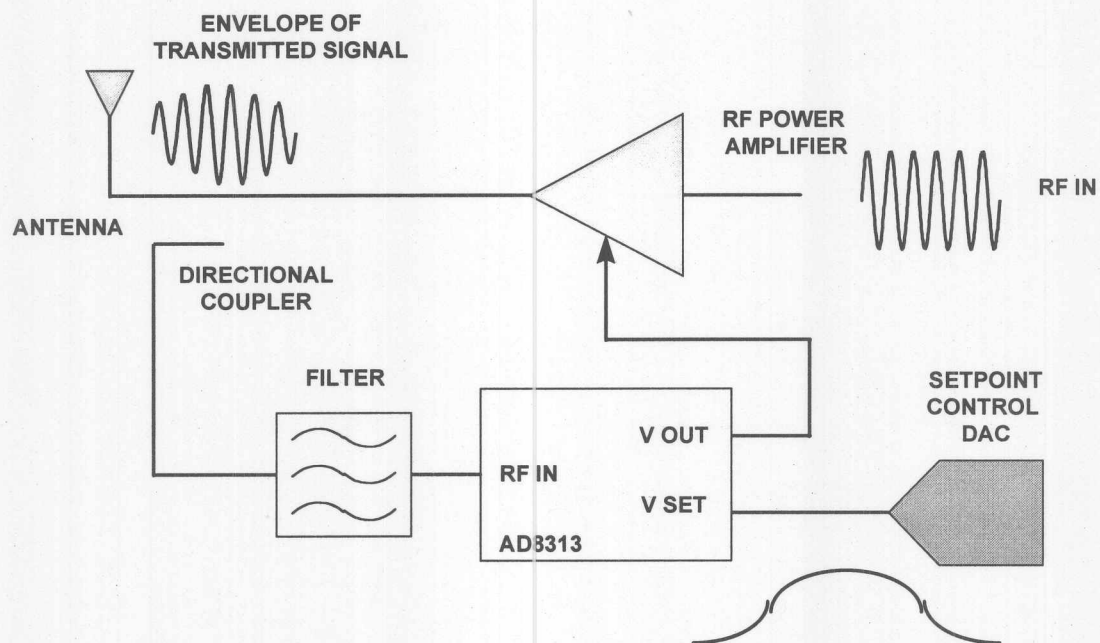 ENVELOPE OF
TRANSMITTED SIGNAL
RF POWER
AMPLIFIER
RF IN
ANTENNA
DIRECTIONAL
COUPLER
FILTER
SETPOINT
CONTROL
DAC
V OUT
RF IN
V SET
AD8313